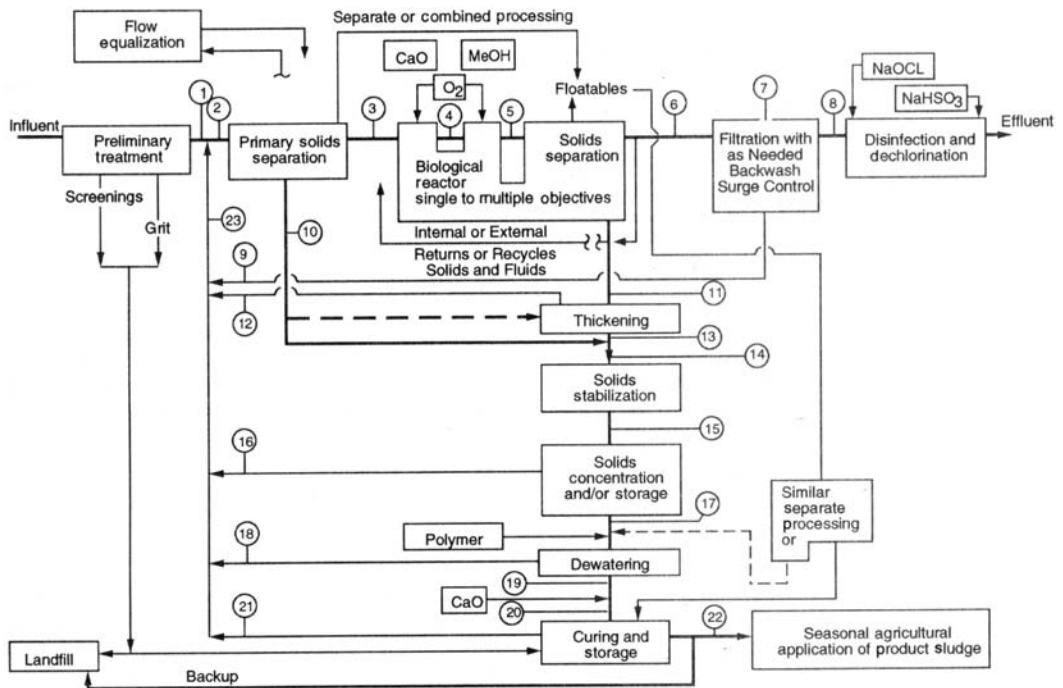 Flow
equalization
Separate or combined processing
CaO
MeOH
O2
Floatables
NaOCL
NaHSO3
1
2
3
4
5
6
7
8
Influent
Effluent
Preliminary
treatment
Primary solids
separation
Biological
reactor
single to multiple objectives
Solids
separation
Filtration with
as Needed
Backwash
Surge Control
Disinfection and
dechlorination
Screenings
Grit
23
10
Internal or External
Returns or Recycles
Solids and Fluids
9
11
12
Thickening
13
14
Solids
stabilization
15
16
Solids
concentration
and/or storage
17
Similar
separate
processing
or
Polymer
18
Dewatering
19
CaO
20
21
22
Curing and
storage
Seasonal agricultural
application of product sludge
Landfill
Backup